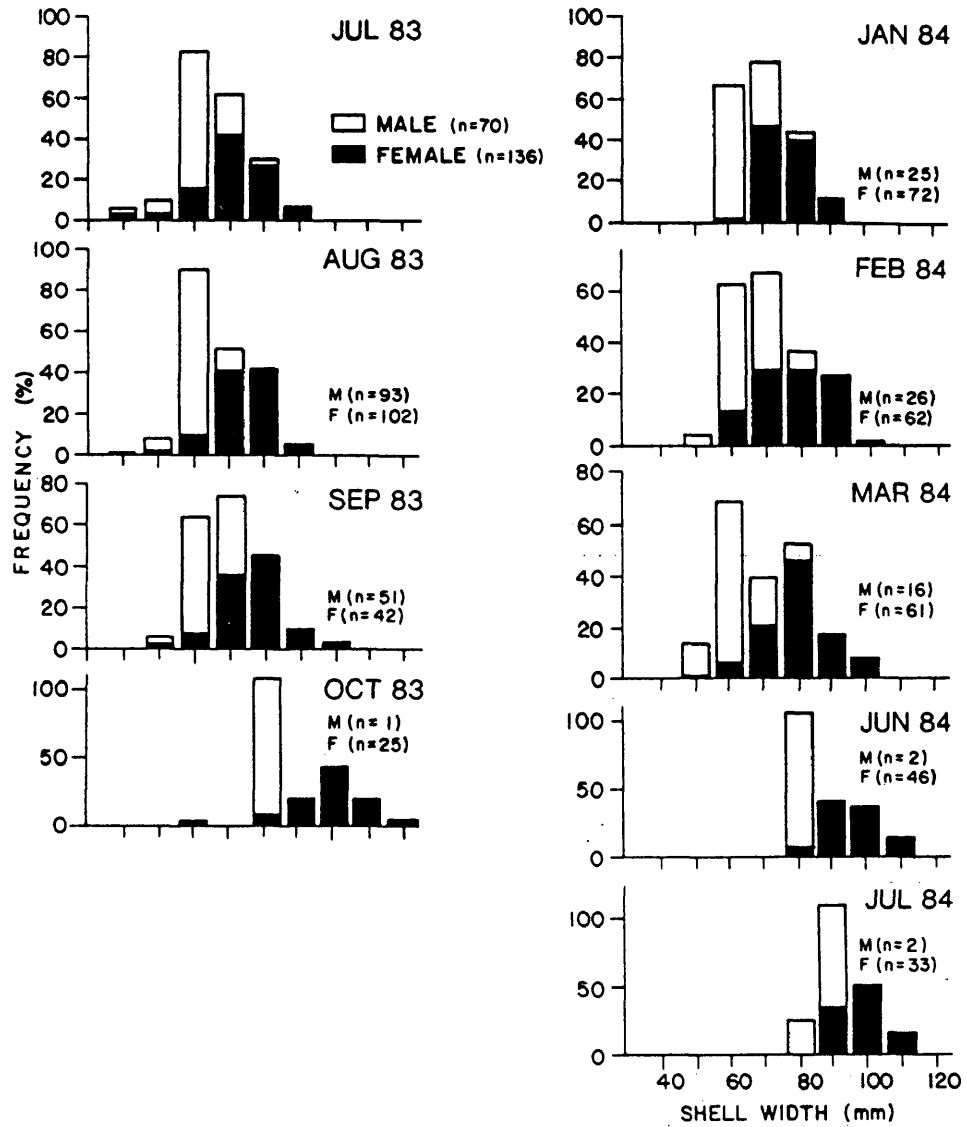 JUL 83
100
80
60
40
20
0
MALE (n=70)
FEMALE (n=136)
AUG 83
100
80
60
40
20
0
M (n=93)
F (n=102)
SEP 83
80
60
40
20
0
M (n=51)
F (n=42)
OCT 83
100
50
0
M (n=1)
F (n=25)
FREQUENCY (%)
JAN 84
100
80
60
40
20
0
M (n=25)
F (n=72)
FEB 84
60
40
20
0
M (n=26)
F (n=62)
MAR 84
80
60
40
20
0
M (n=16)
F (n=61)
JUN 84
100
50
0
M (n=2)
F (n=46)
JUL 84
100
50
0
M (n=2)
F (n=33)
40 60 80 100 120
SHELL WIDTH (mm)